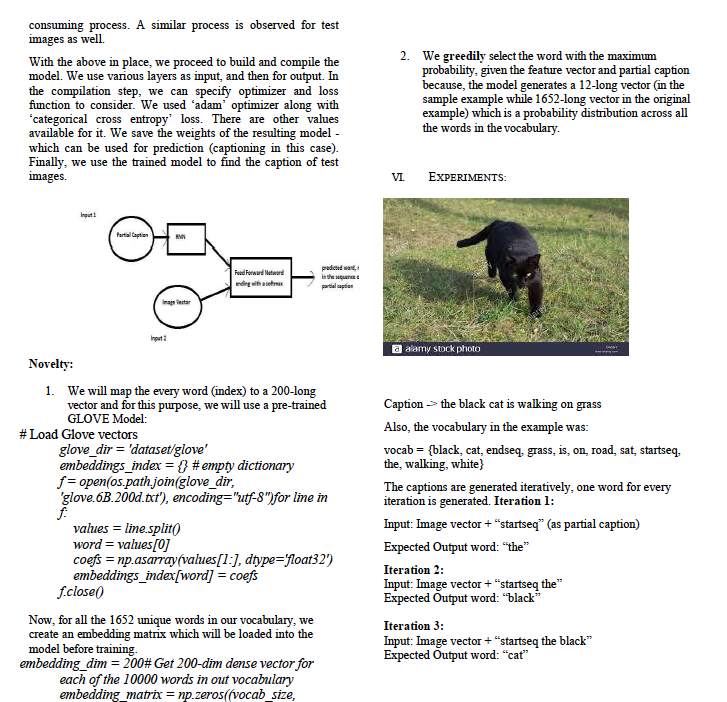 consuming process. A similar process is observed for test
images as well.
With the above in place, we proceed to build and compile the
model. We use various layers as input, and then for output. In
the compilation step, we can specify optimizer and loss
function to consider. We used ‘adam’ optimizer along with
‘categorical cross entropy’ loss. There are other values
available for it. We save the weights of the resulting model -
which can be used for prediction (captioning in this case).
Finally, we use the trained model to find the caption of test
images.
Input 1
Partial Caption
RNN
Feed Forward Netword
ending with a softmax
predicted word,
in the sequence
partial caption
Image Vector
Input 2
Novelty:
1. We will map the every word (index) to a 200-long
vector and for this purpose, we will use a pre-trained
GLOVE Model:
# Load Glove vectors
glove_dir = 'dataset/glove'
embeddings_index = {} # empty dictionary
f = open(os.path.join(glove_dir,
'glove.6B.200d.txt'), encoding="utf-8")for line in
f:
values = line.split()
word = values[0]
coefs = np.asarray(values[1:], dtype='float32')
embeddings_index[word] = coefs
f.close()
Now, for all the 1652 unique words in our vocabulary, we
create an embedding matrix which will be loaded into the
model before training.
embedding_dim = 200# Get 200-dim dense vector for
each of the 10000 words in out vocabulary
embedding_matrix = np.zeros((vocab_size,
2. We greedily select the word with the maximum
probability, given the feature vector and partial caption
because, the model generates a 12-long vector (in the
sample example while 1652-long vector in the original
example) which is a probability distribution across all
the words in the vocabulary.
VI. EXPERIMENTS:
a alamy stock photo
Caption -> the black cat is walking on grass
Also, the vocabulary in the example was:
vocab = {black, cat, endseq, grass, is, on, road, sat, startseq,
the, walking, white}
The captions are generated iteratively, one word for every
iteration is generated. Iteration 1:
Input: Image vector + “startseq” (as partial caption)
Expected Output word: “the”
Iteration 2:
Input: Image vector + “startseq the”
Expected Output word: “black”
Iteration 3:
Input: Image vector + “startseq the black”
Expected Output word: “cat”